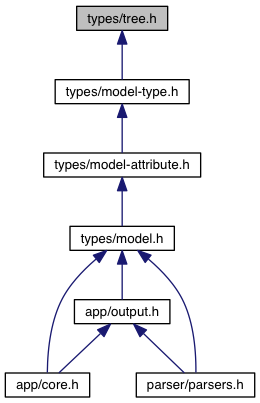 types/tree.h
types/model-type.h
types/model-attribute.h
types/model.h
app/output.h
app/core.h
parser/parsers.h